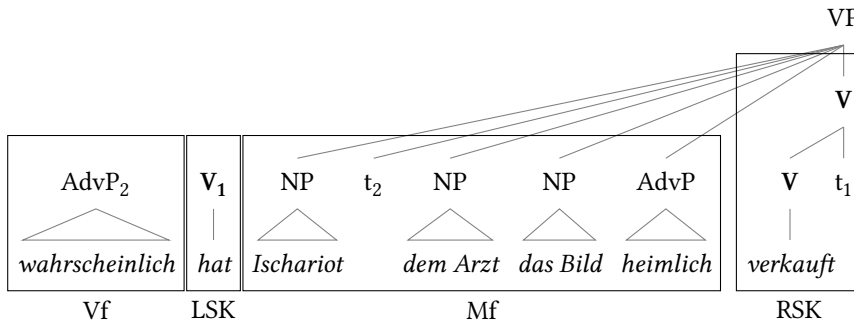 VP
V
AdvP₂ V₁ NP t₂ NP NP AdvP V t₁
wahrscheinlich hat Ischariot dem Arzt das Bild heimlich verkauft
Vf LSK Mf RSK